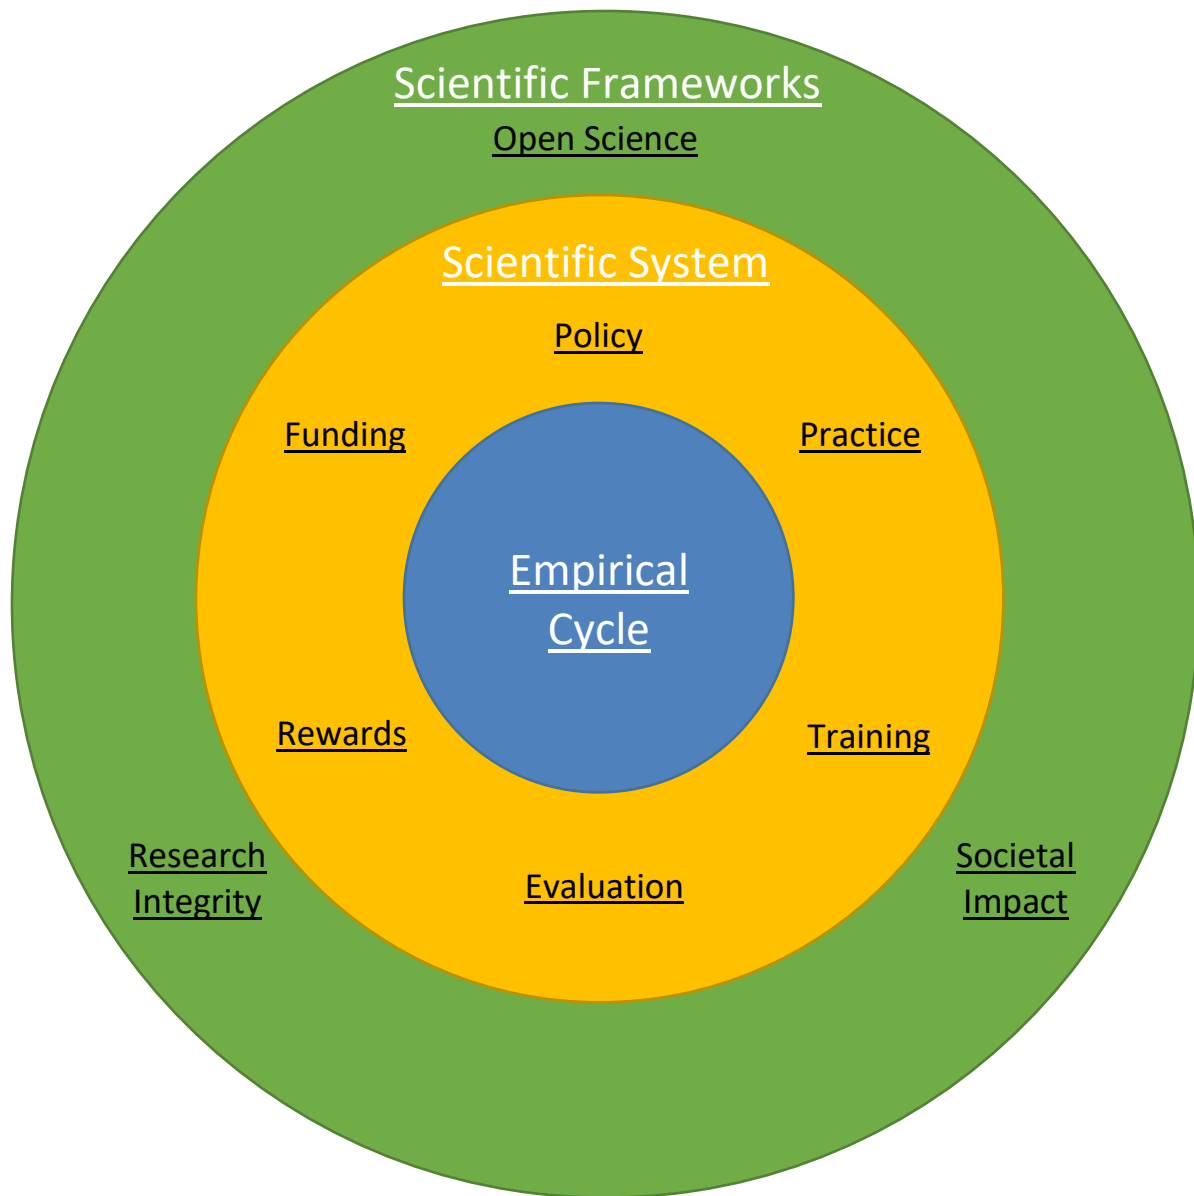 Scientific Frameworks
Open Science
Scientific System
Policy
Funding
Practice
Empirical
Cycle
Rewards
Training
Research
Integrity
Evaluation
Societal
Impact